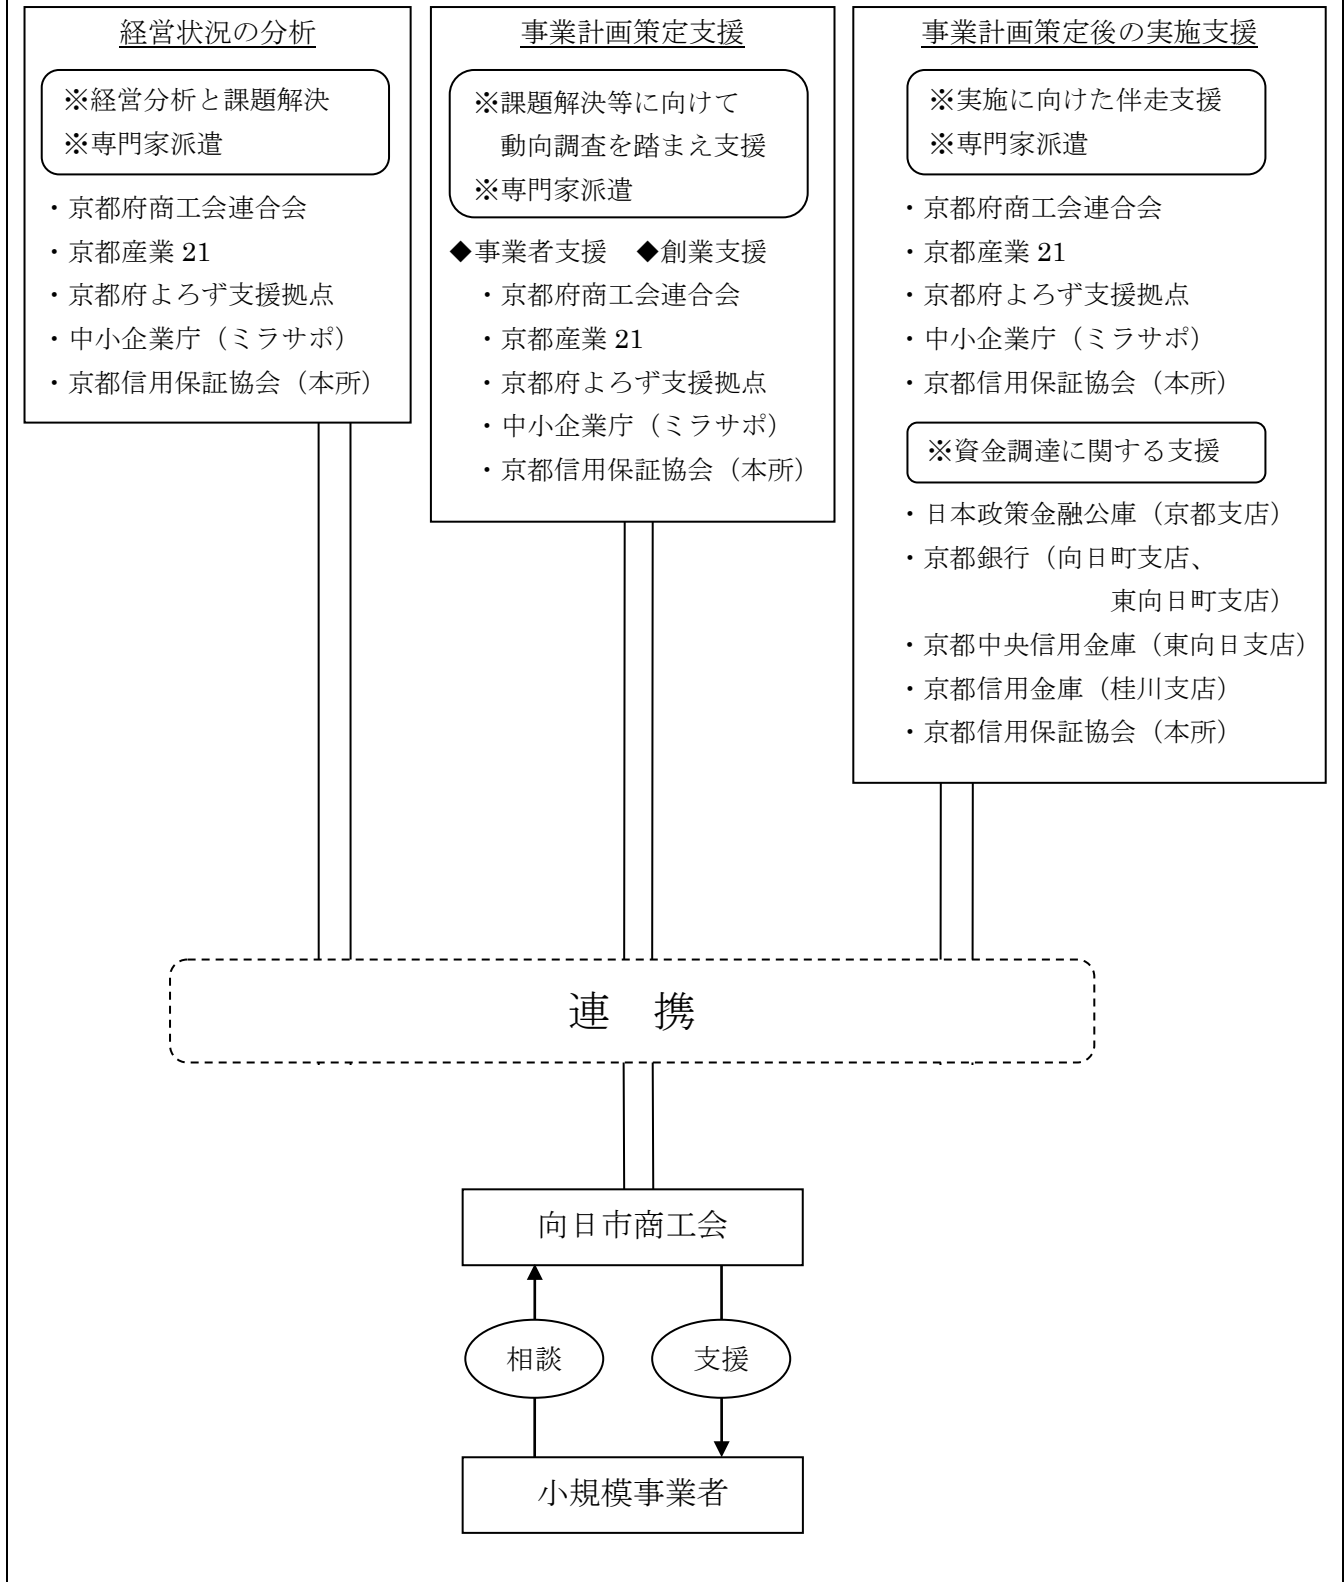 経営状況の分析
※経営分析と課題解決
※専門家派遣
・京都府商工会連合会
・京都産業 21
・京都府よろず支援拠点
・中小企業庁（ミラサポ）
・京都信用保証協会（本所）
事業計画策定支援
※課題解決等に向けて
動向調査を踏まえ支援
※専門家派遣
◆事業者支援　◆創業支援
・京都府商工会連合会
・京都産業 21
・京都府よろず支援拠点
・中小企業庁（ミラサポ）
・京都信用保証協会（本所）
事業計画策定後の実施支援
※実施に向けた伴走支援
※専門家派遣
・京都府商工会連合会
・京都産業 21
・京都府よろず支援拠点
・中小企業庁（ミラサポ）
・京都信用保証協会（本所）
※資金調達に関する支援
・日本政策金融公庫（京都支店）
・京都銀行（向日町支店、
東向日町支店）
・京都中央信用金庫（東向日支店）
・京都信用金庫（桂川支店）
・京都信用保証協会（本所）
連　携
向日市商工会
相談
支援
小規模事業者